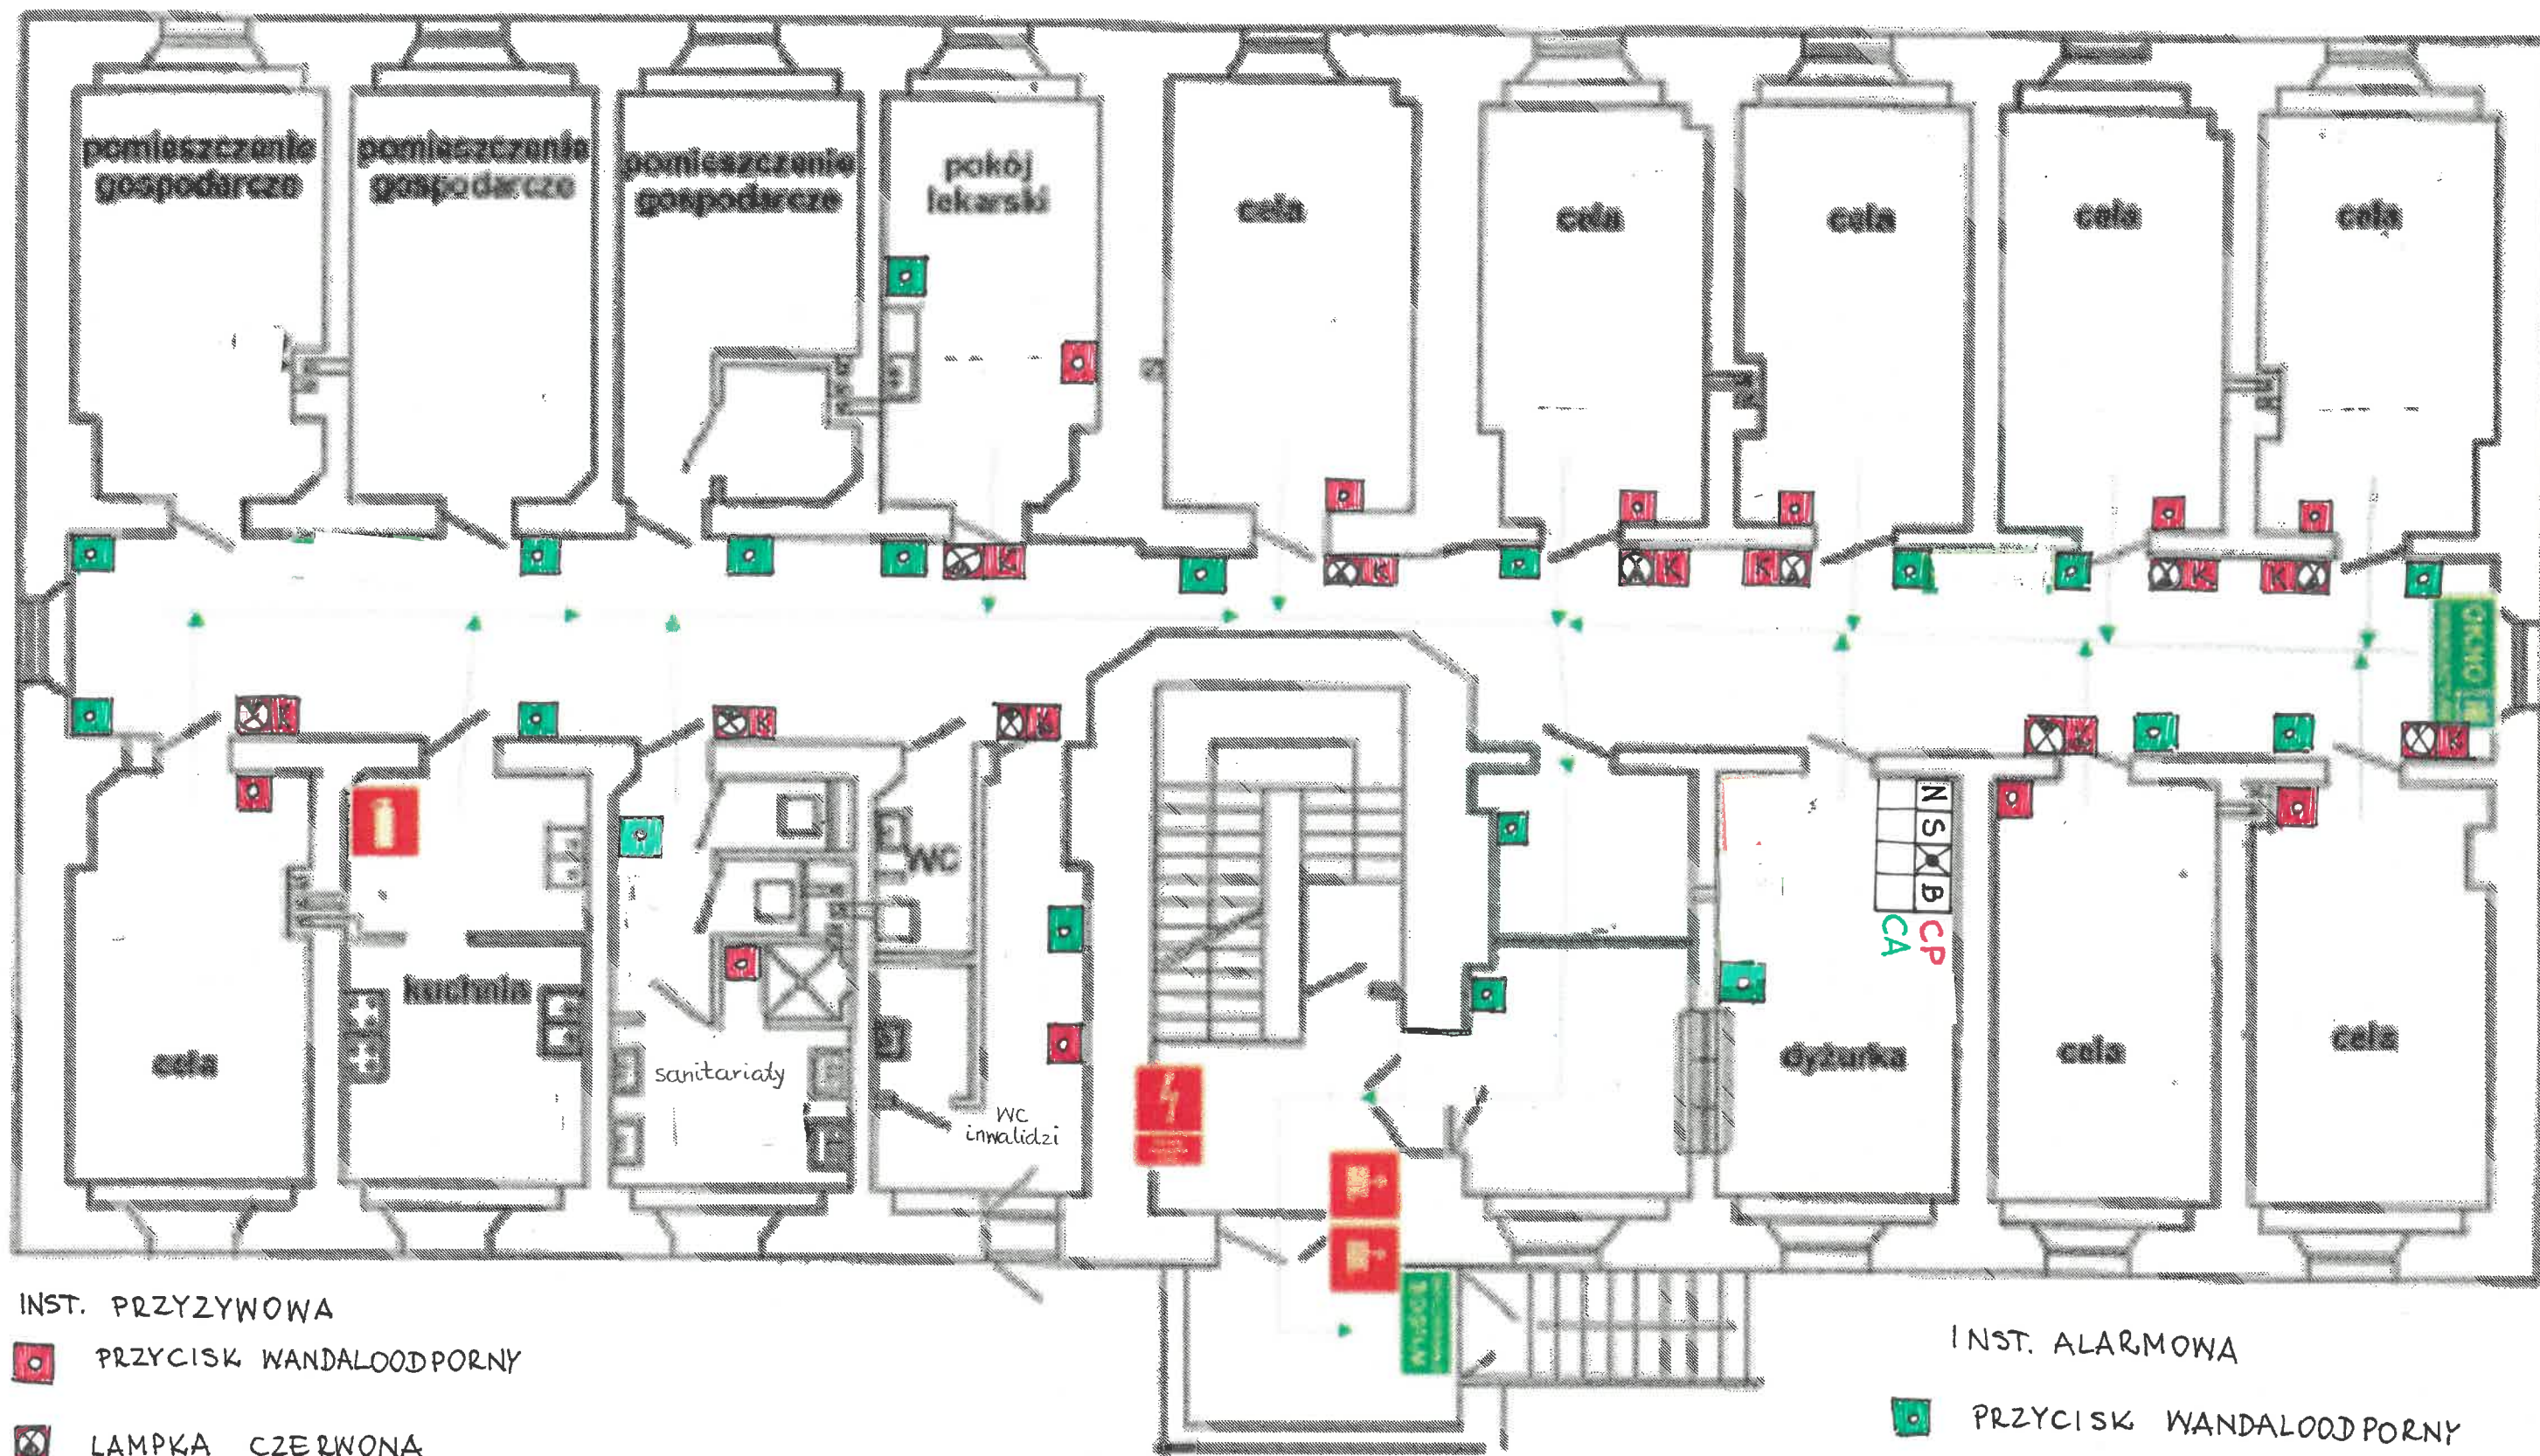 pomieszczenie
gospodarcze
pomieszczenie
gospodarcze
pomieszczenie
gospodarcze
pokój
lekarski
cela
cela
cela
cela
cela
K
K
K
K
K
K
OKNO
K
K
K
K
K
WC
N
S
B
CP
CA
kuchnia
cela
sanitariaty
WC
inwalidzi
dyżurka
cela
cela
INST. PRZYZYWOWA
PRZYCISK WANDALOODPORNY
LAMPKA CZERWONA
INST. ALARMOWA
PRZYCISK WANDALOODPORNY